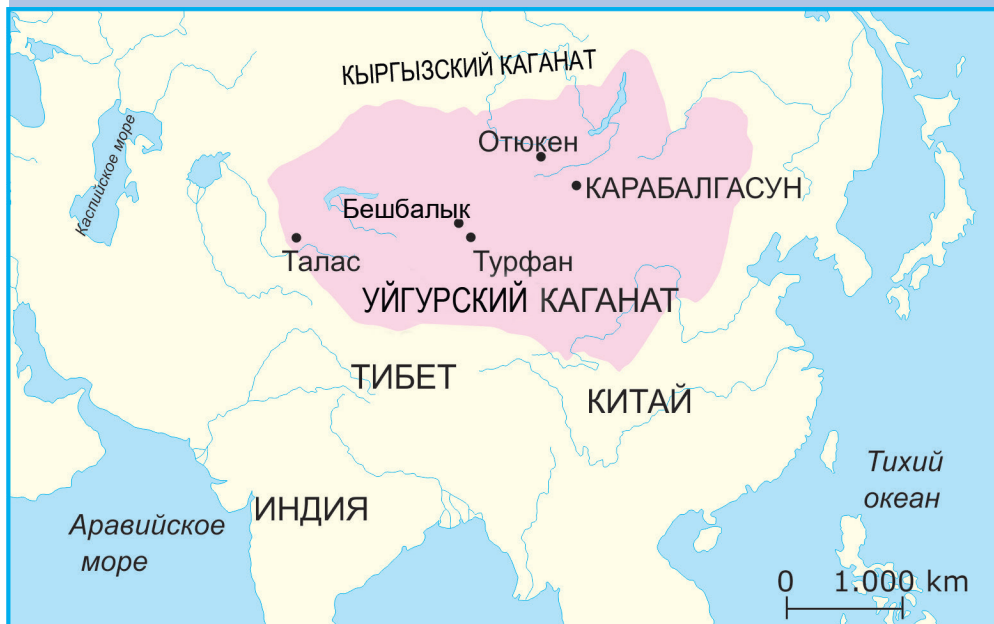 КЫРГЫЗСКИЙ КАГАНАТ
Каспийское море
Отюкен
КАРАБАЛГАСУН
Бешбалык
Талас
Турфан
УЙГУРСКИЙ КАГАНАТ
ТИБЕТ
КИТАЙ
Тихий
океан
ИНДИЯ
Аравийское
море
0 1.000 km